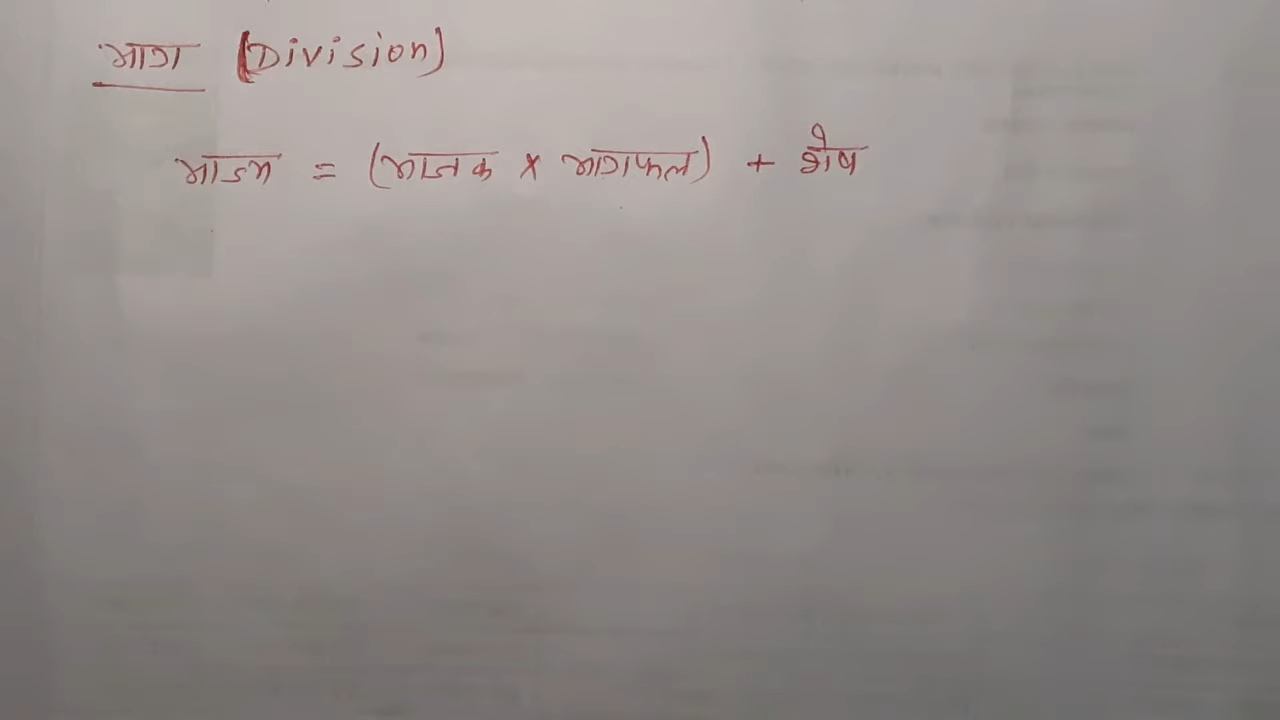 भाग (Division)
भाज्य = (भाजक × भागफल) + शेष